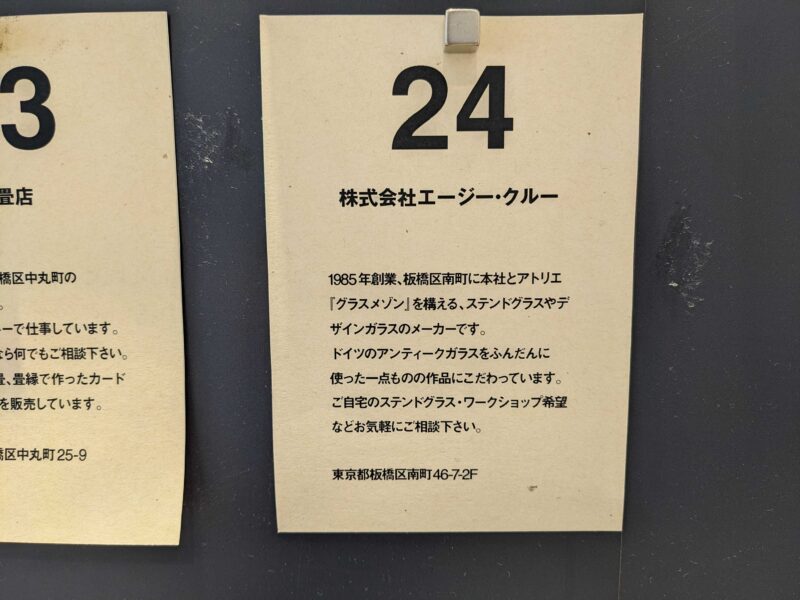 3
畳店
橋区中丸町の
。
ーで仕事しています。
なら何でもご相談下さい。
畳、畳縁で作ったカード
を販売しています。
橋区中丸町25-9
24
株式会社エージー・クルー
1985年創業、板橋区南町に本社とアトリエ
『グラスメゾン』を構える、ステンドグラスやデ
ザインガラスのメーカーです。
ドイツのアンティークガラスをふんだんに
使った一点ものの作品にこだわっています。
ご自宅のステンドグラス・ワークショップ希望
などお気軽にご相談下さい。
東京都板橋区南町46-7-2F